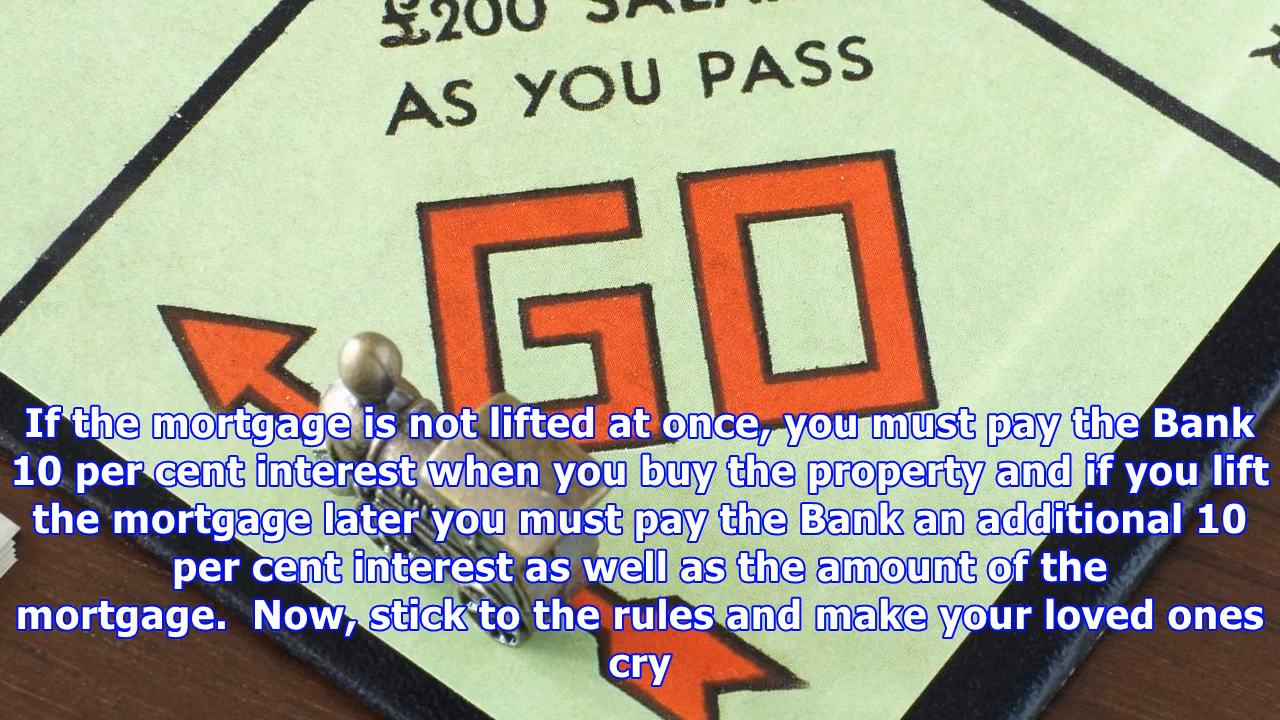 £200 SALA
AS YOU PASS
GO
If the mortgage is not lifted at once, you must pay the Bank
10 per cent interest when you buy the property and if you lift
the mortgage later you must pay the Bank an additional 10
per cent interest as well as the amount of the
mortgage.  Now, stick to the rules and make your loved ones
cry